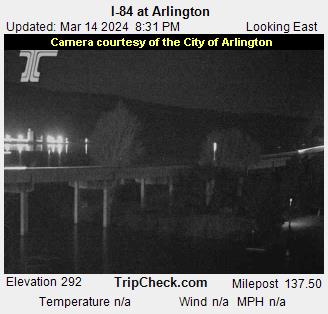 I-84 at Arlington
Updated: Mar 14 2024 8:31 PM Looking East
Camera courtesy of the City of Arlington
Elevation 292 TripCheck.com Milepost 137.50
Temperature n/a Wind n/a MPH n/a